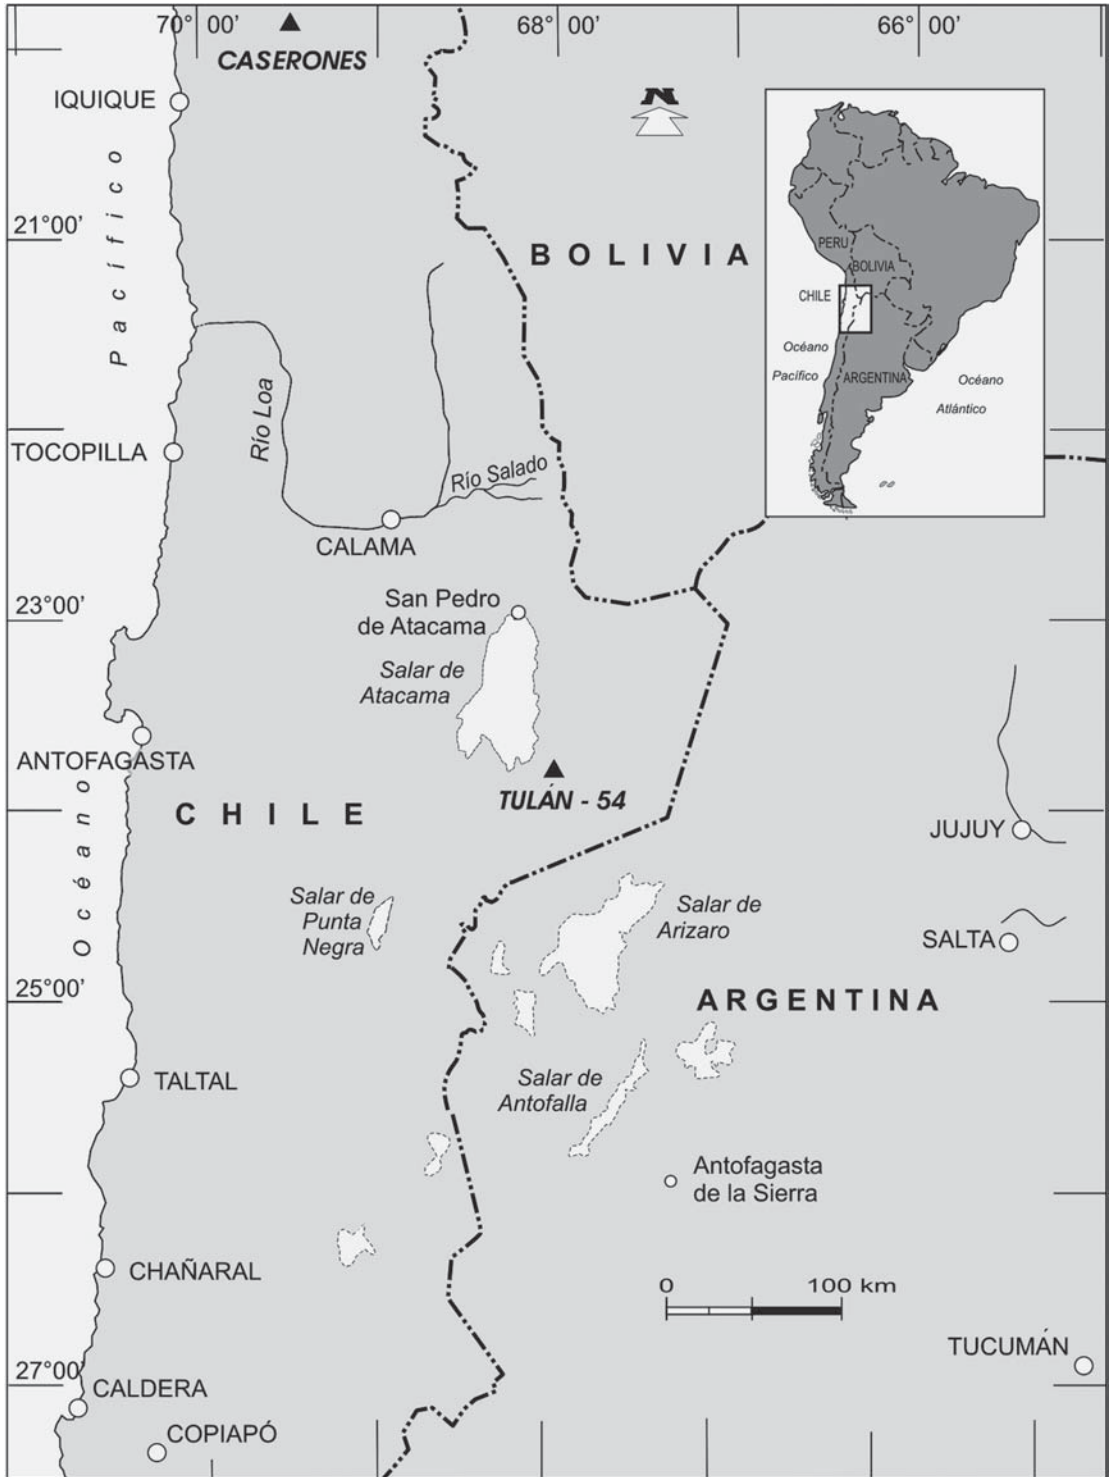 70° 00’
68° 00’
66° 00’
CASERONES
N
IQUIQUE
Océano Pacífico
21°00’
BOLIVIA
PERU
BOLIVIA
CHILE
Océano
Pacífico
ARGENTINA
Océano
Atlántico
Río Loa
TOCOPILLA
Río Salado
CALAMA
23°00’
San Pedro
de Atacama
Salar de
Atacama
ANTOFAGASTA
TULÁN - 54
CHILE
JUJUY
Salar de
Punta
Negra
Salar de
Arizaro
SALTA
25°00’
ARGENTINA
TALTAL
Salar de
Antofalla
Antofagasta
de la Sierra
CHAÑARAL
0 100 km
TUCUMÁN
27°00’
CALDERA
COPIAPÓ